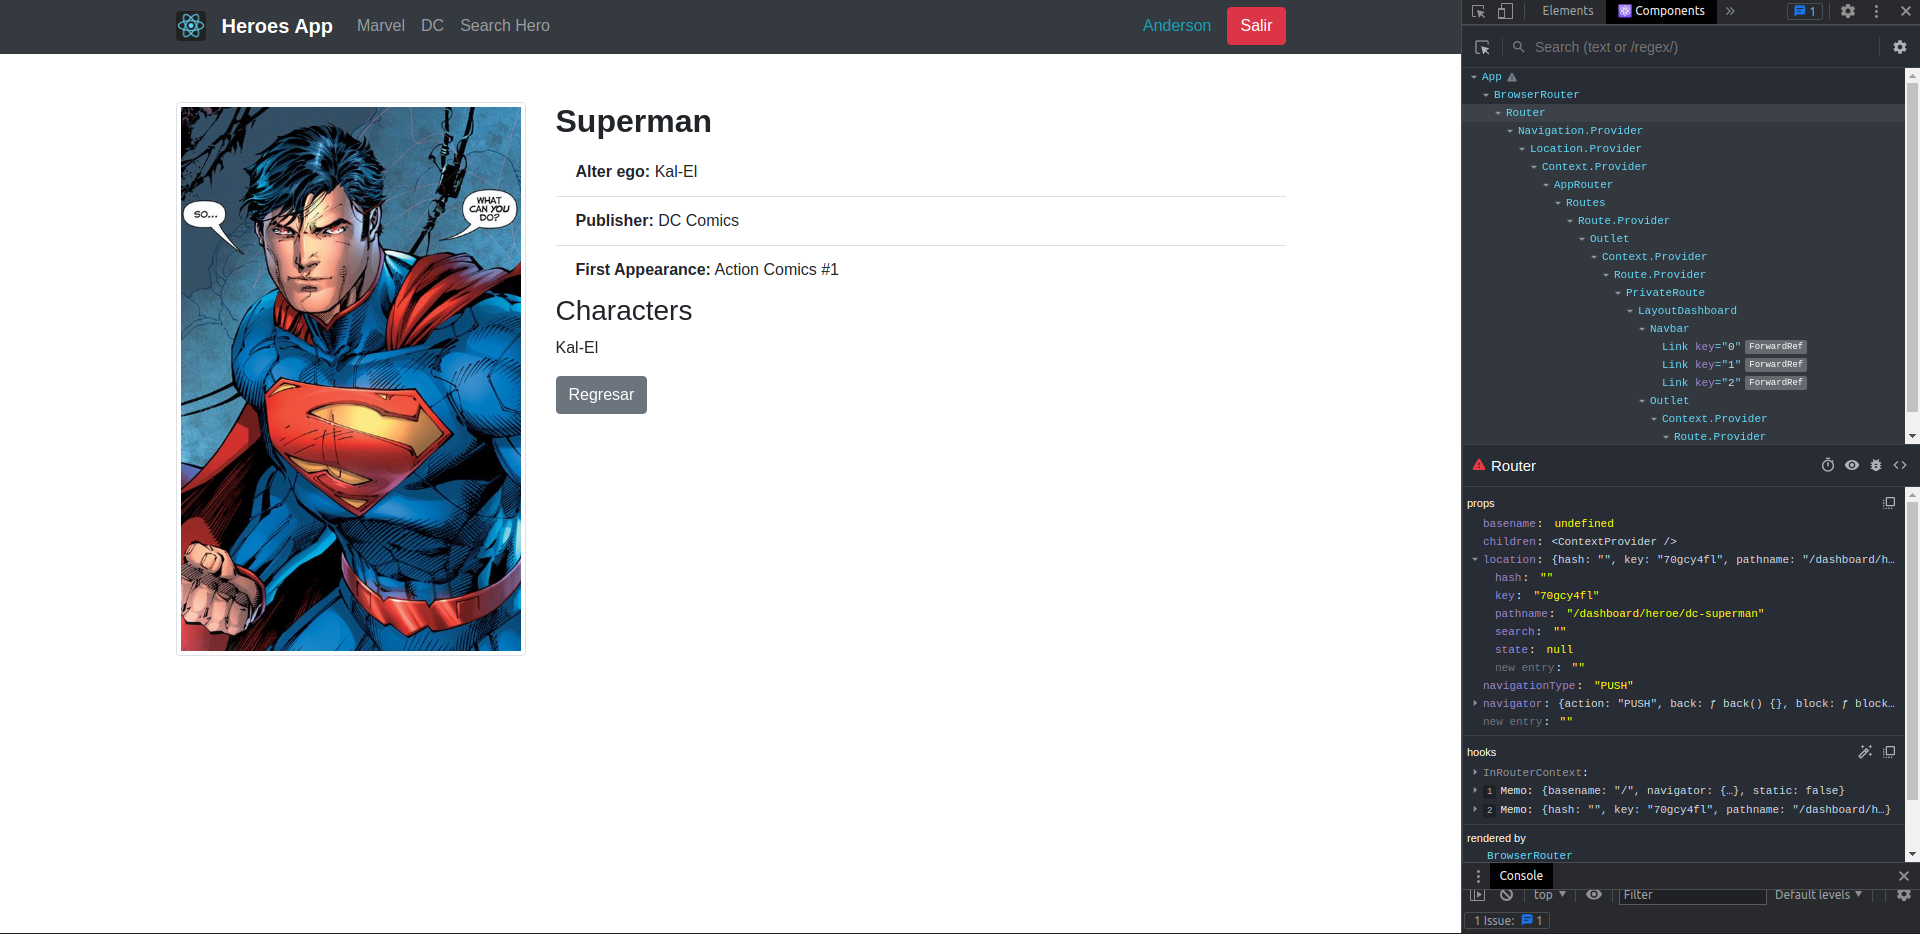 Heroes App Marvel DC Search Hero Anderson Salir
Superman
Alter ego: Kal-El
Publisher: DC Comics
First Appearance: Action Comics #1
Characters
Kal-El
Regresar
SO...
WHAT
CAN YOU
DO?
Elements Components » 1
Search (text or /regex/)
App
BrowserRouter
Router
Navigation.Provider
Location.Provider
Context.Provider
AppRouter
Routes
Route.Provider
Outlet
Context.Provider
Route.Provider
PrivateRoute
LayoutDashboard
Navbar
Link key="0" ForwardRef
Link key="1" ForwardRef
Link key="2" ForwardRef
Outlet
Context.Provider
Route.Provider
Router
props
basename: undefined
children: <ContextProvider />
location: {hash: "", key: "70gcy4fl", pathname: "/dashboard/h…
hash: ""
key: "70gcy4fl"
pathname: "/dashboard/heroe/dc-superman"
search: ""
state: null
new entry: ""
navigationType: "PUSH"
navigator: {action: "PUSH", back: ƒ back() {}, block: ƒ block…
new entry: ""
hooks
InRouterContext:
1 Memo: {basename: "/", navigator: {…}, static: false}
2 Memo: {hash: "", key: "70gcy4fl", pathname: "/dashboard/h…}
rendered by
BrowserRouter
Console
top Filter Default levels
1 Issue: 1